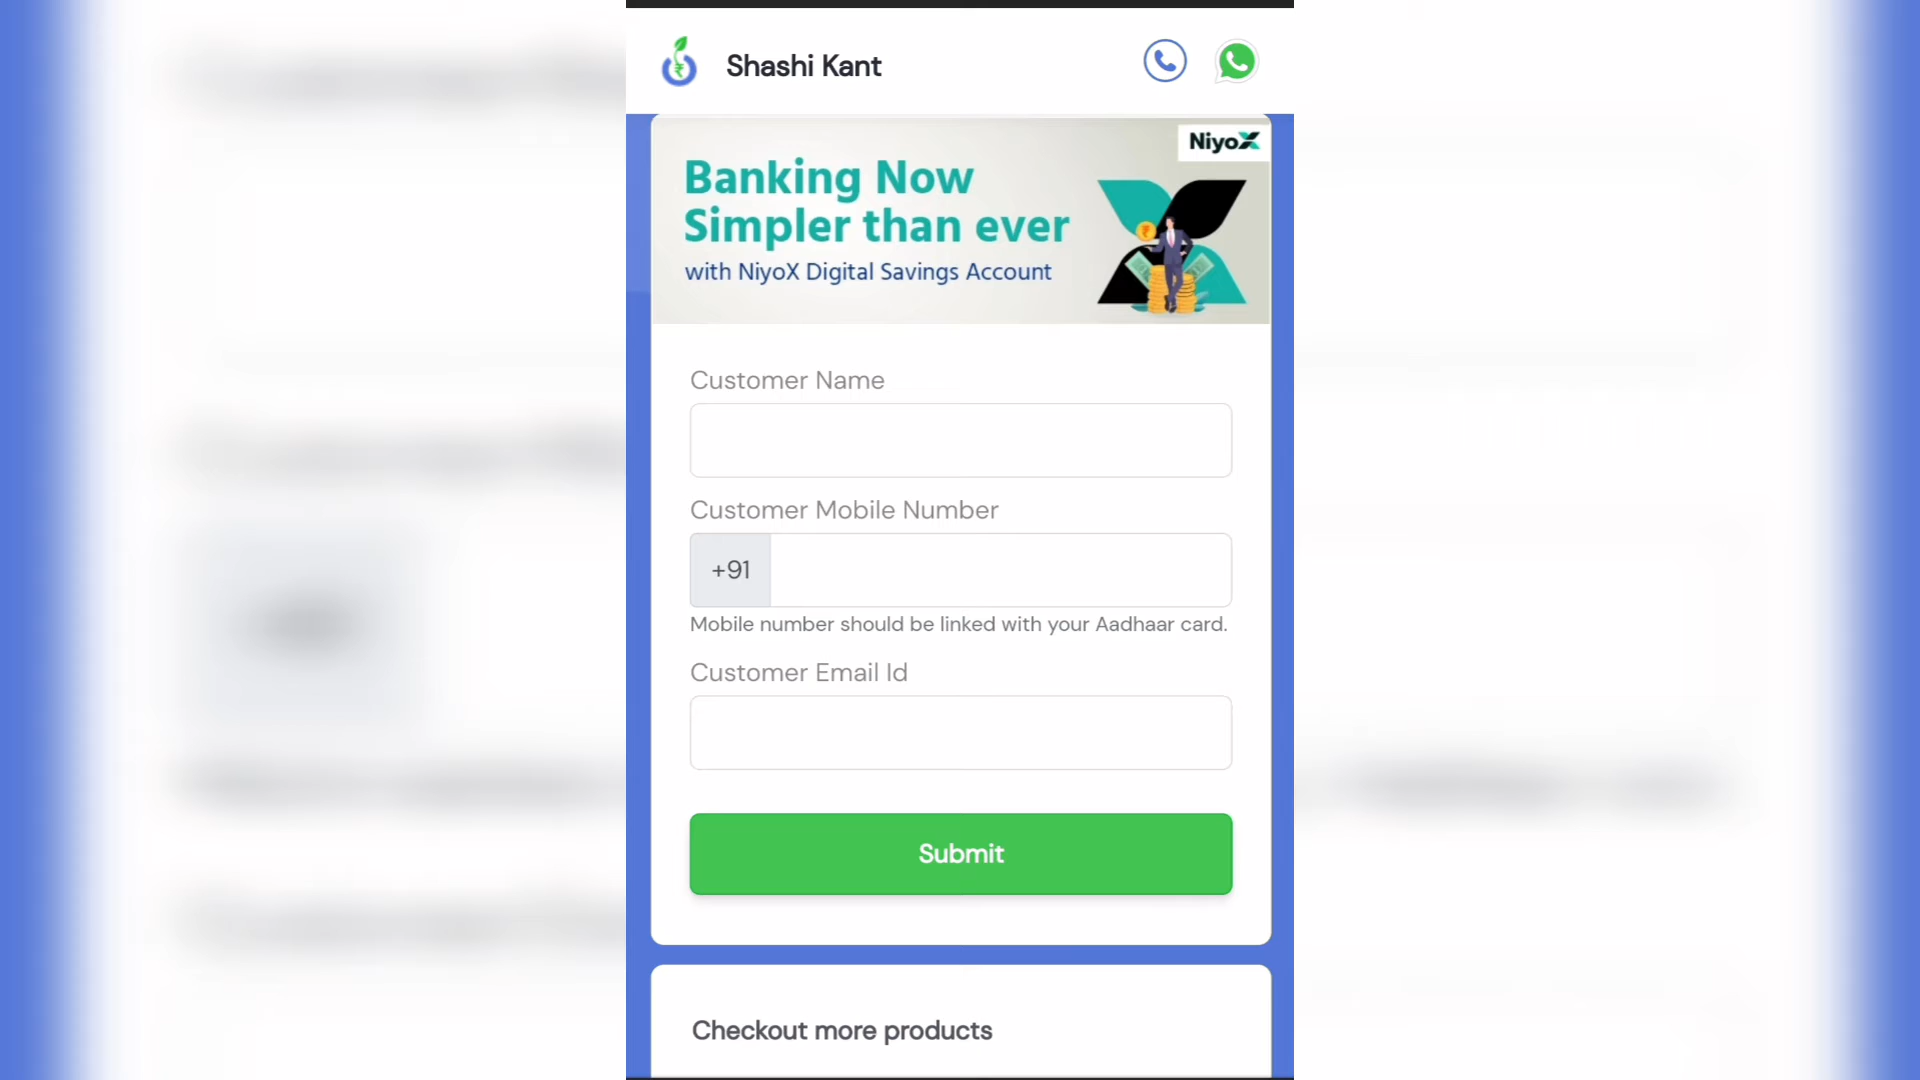 Shashi Kant
NiyoX
Banking Now
Simpler than ever
with NiyoX Digital Savings Account
Customer Name
Customer Mobile Number
+91
Mobile number should be linked with your Aadhaar card.
Customer Email Id
Submit
Checkout more products